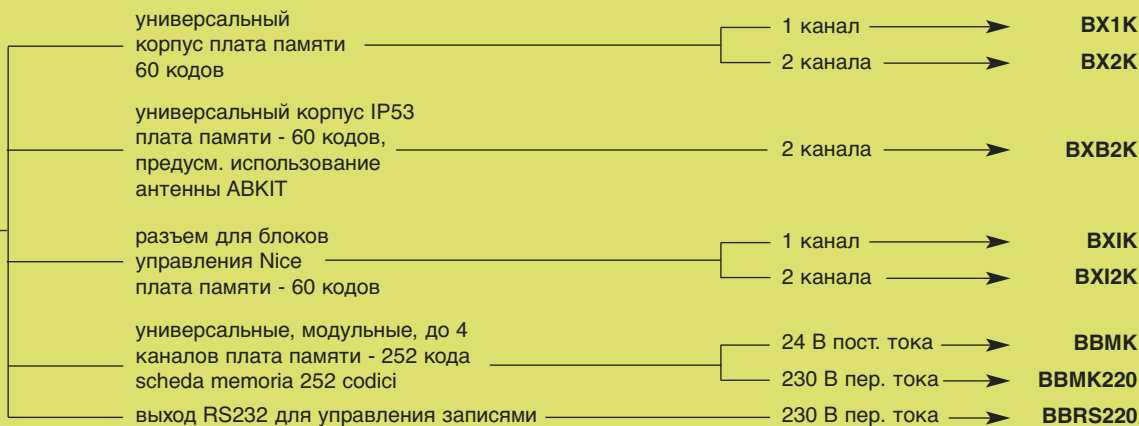 универсальный
корпус плата памяти
60 кодов
1 канал BX1K
2 канала BX2K
универсальный корпус IP53
плата памяти - 60 кодов,
предусм. использование
антенны ABKIT
2 канала BXB2K
разъем для блоков
управления Nice
плата памяти - 60 кодов
1 канал BXIK
2 канала BXI2K
универсальные, модульные, до 4
каналов плата памяти - 252 кода
scheda memoria 252 codici
24 В пост. тока BBMK
230 В пер. тока BBMK220
выход RS232 для управления записями 230 В пер. тока BBRS220